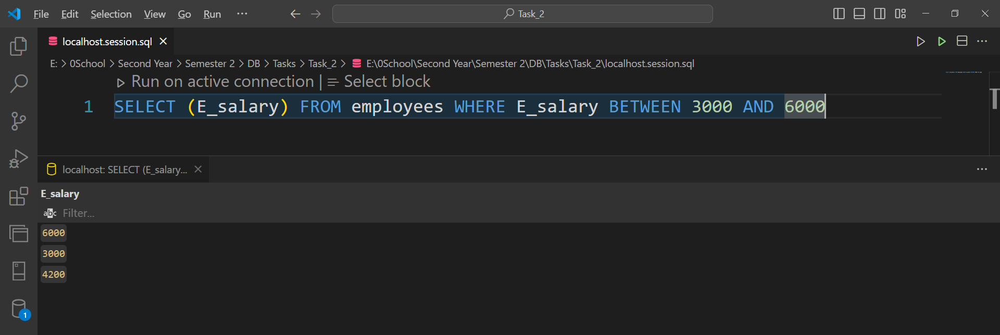 File Edit Selection View Go Run ··· Task_2
localhost.session.sql
E: > 0School > Second Year > Semester 2 > DB > Tasks > Task_2 > E:\0School\Second Year\Semester 2\DB\Tasks\Task_2\localhost.session.sql
Run on active connection | Select block
1 SELECT (E_salary) FROM employees WHERE E_salary BETWEEN 3000 AND 6000
localhost: SELECT (E_salary...
E_salary
abc Filter...
6000
3000
4200
1